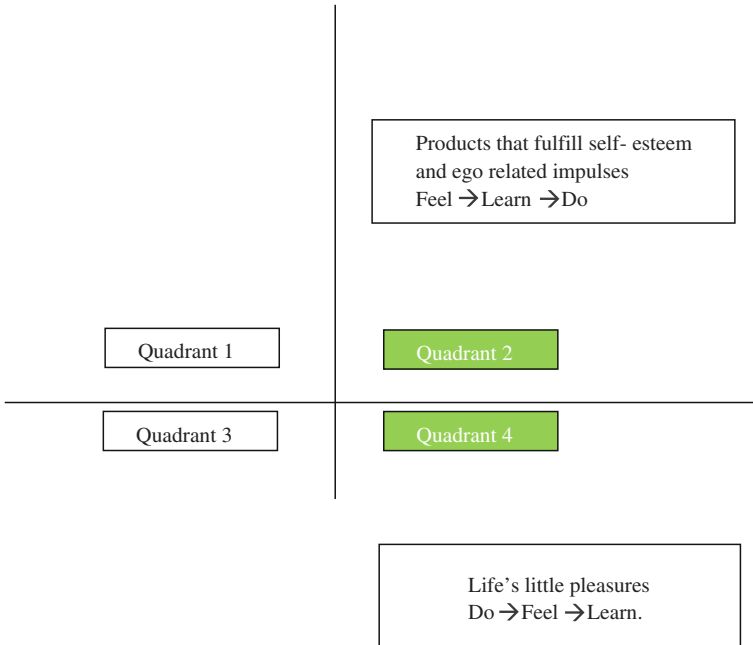 Products that fulfill self- esteem
and ego related impulses
Feel →Learn →Do
Quadrant 1
Quadrant 2
Quadrant 3
Quadrant 4
Life's little pleasures
Do →Feel →Learn.